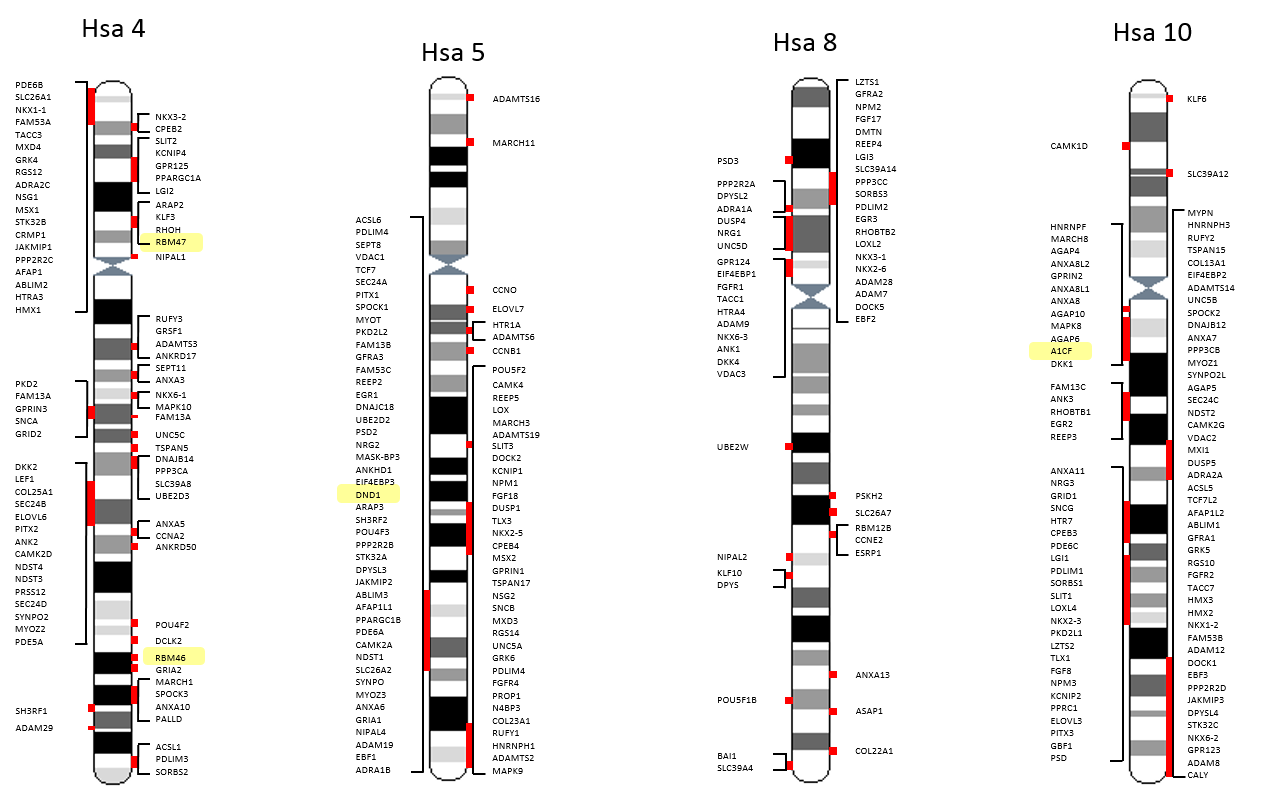 Hsa 4
PDE6B
SLC26A1
NKX1-1
FAM53A
TACC3
MXD4
GRK4
RGS12
ADRA2C
NSG1
MSX1
STK32B
CRMP1
JAKMIP1
PPP2R2C
AFAP1
ABLIM2
HTRA3
HMX1
PKD2
FAM13A
GPRIN3
SNCA
GRID2
DKK2
LEF1
COL25A1
SEC24B
ELOVL6
PITX2
ANK2
CAMK2D
NDST4
NDST3
PRSS12
SEC24D
SYNPO2
MYOZ2
PDE5A
SH3RF1
ADAM29
NKX3-2
CPEB2
SLIT2
KCNIP4
GPR125
PPARGC1A
LGI2
ARAP2
KLF3
RHOH
RBM47
NIPAL1
RUFY3
GRSF1
ADAMTS3
ANKRD17
SEPT11
ANXA3
NKX6-1
MAPK10
FAM13A
UNC5C
TSPAN5
DNAJB14
PPP3CA
SLC39A8
UBE2D3
ANXA5
CCNA2
ANKRD50
POU4F2
DCLK2
RBM46
GRIA2
MARCH1
SPOCK3
ANXA10
PALLD
ACSL1
PDLIM3
SORBS2
Hsa 5
ACSL6
PDLIM4
SEPT8
VDAC1
TCF7
SEC24A
PITX1
SPOCK1
MYOT
PKD2L2
FAM13B
GFRA3
FAM53C
REEP2
EGR1
DNAJC18
UBE2D2
PSD2
NRG2
MASK-BP3
ANKHD1
EIF4EBP3
DND1
ARAP3
SH3RF2
POU4F3
PPP2R2B
STK32A
DPYSL3
JAKMIP2
ABLIM3
AFAP1L1
PPARGC1B
PDE6A
CAMK2A
NDST1
SLC26A2
SYNPO
MYOZ3
ANXA6
GRIA1
NIPAL4
ADAM19
EBF1
ADRA1B
ADAMTS16
MARCH11
CCNO
ELOVL7
HTR1A
ADAMTS6
CCNB1
POU5F2
CAMK4
REEP5
LOX
MARCH3
ADAMTS19
SLIT3
DOCK2
KCNIP1
NPM1
FGF18
DUSP1
TLX3
NKX2-5
CPEB4
MSX2
GPRIN1
TSPAN17
NSG2
SNCB
MXD3
RGS14
UNC5A
GRK6
PDLIM4
FGFR4
PROP1
N4BP3
COL23A1
RUFY1
HNRNPH1
ADAMTS2
MAPK9
Hsa 8
PSD3
PPP2R2A
DPYSL2
ADRA1A
DUSP4
NRG1
UNC5D
GPR124
EIF4EBP1
FGFR1
TACC1
HTRA4
ADAM9
NKX6-3
ANK1
DKK4
VDAC3
UBE2W
NIPAL2
KLF10
DPYS
POU5F1B
BAI1
SLC39A4
LZTS1
GFRA2
NPM2
FGF17
DMTN
REEP4
LGI3
SLC39A14
PPP3CC
SORBS3
PDLIM2
EGR3
RHOBTB2
LOXL2
NKX3-1
NKX2-6
ADAM28
ADAM7
DOCK5
EBF2
PSKH2
SLC26A7
RBM12B
CCNE2
ESRP1
ANXA13
ASAP1
COL22A1
Hsa 10
CAMK1D
HNRNPF
MARCH8
AGAP4
ANXA8L2
GPRIN2
ANXA8L1
ANXA8
AGAP10
MAPK8
AGAP6
A1CF
DKK1
FAM13C
ANK3
RHOBTB1
EGR2
REEP3
ANXA11
NRG3
GRID1
SNCG
HTR7
CPEB3
PDE6C
LGI1
PDLIM1
SORBS1
SLIT1
LOXL4
NKX2-3
PKD2L1
LZTS2
TLX1
FGF8
NPM3
KCNIP2
PPRC1
ELOVL3
PITX3
GBF1
PSD
KLF6
SLC39A12
MYPN
HNRNPH3
RUFY2
TSPAN15
COL13A1
EIF4EBP2
ADAMTS14
UNC5B
SPOCK2
DNAJB12
ANXA7
PPP3CB
MYOZ1
SYNPO2L
AGAP5
SEC24C
NDST2
CAMK2G
VDAC2
MXI1
DUSP5
ADRA2A
ACSL5
TCF7L2
AFAP1L2
ABLIM1
GFRA1
GRK5
RGS10
FGFR2
TACC7
HMX3
HMX2
NKX1-2
FAM53B
ADAM12
DOCK1
EBF3
PPP2R2D
JAKMIP3
DPYSL4
STK32C
NKX6-2
GPR123
ADAM8
CALY